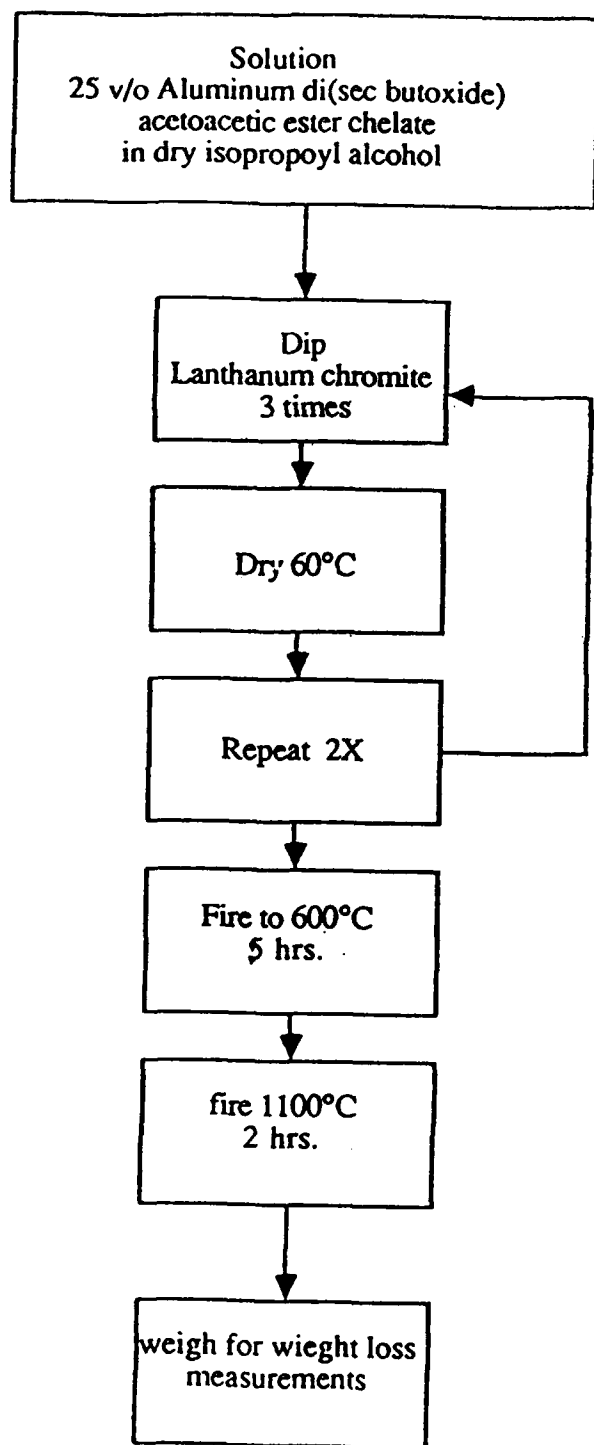 Solution
25 v/o Aluminum di(sec butoxide)
acetoacetic ester chelate
in dry isopropoyl alcohol
Dip
Lanthanum chromite
3 times
Dry 60°C
Repeat 2X
Fire to 600°C
5 hrs.
fire 1100°C
2 hrs.
weigh for wieght loss
measurements